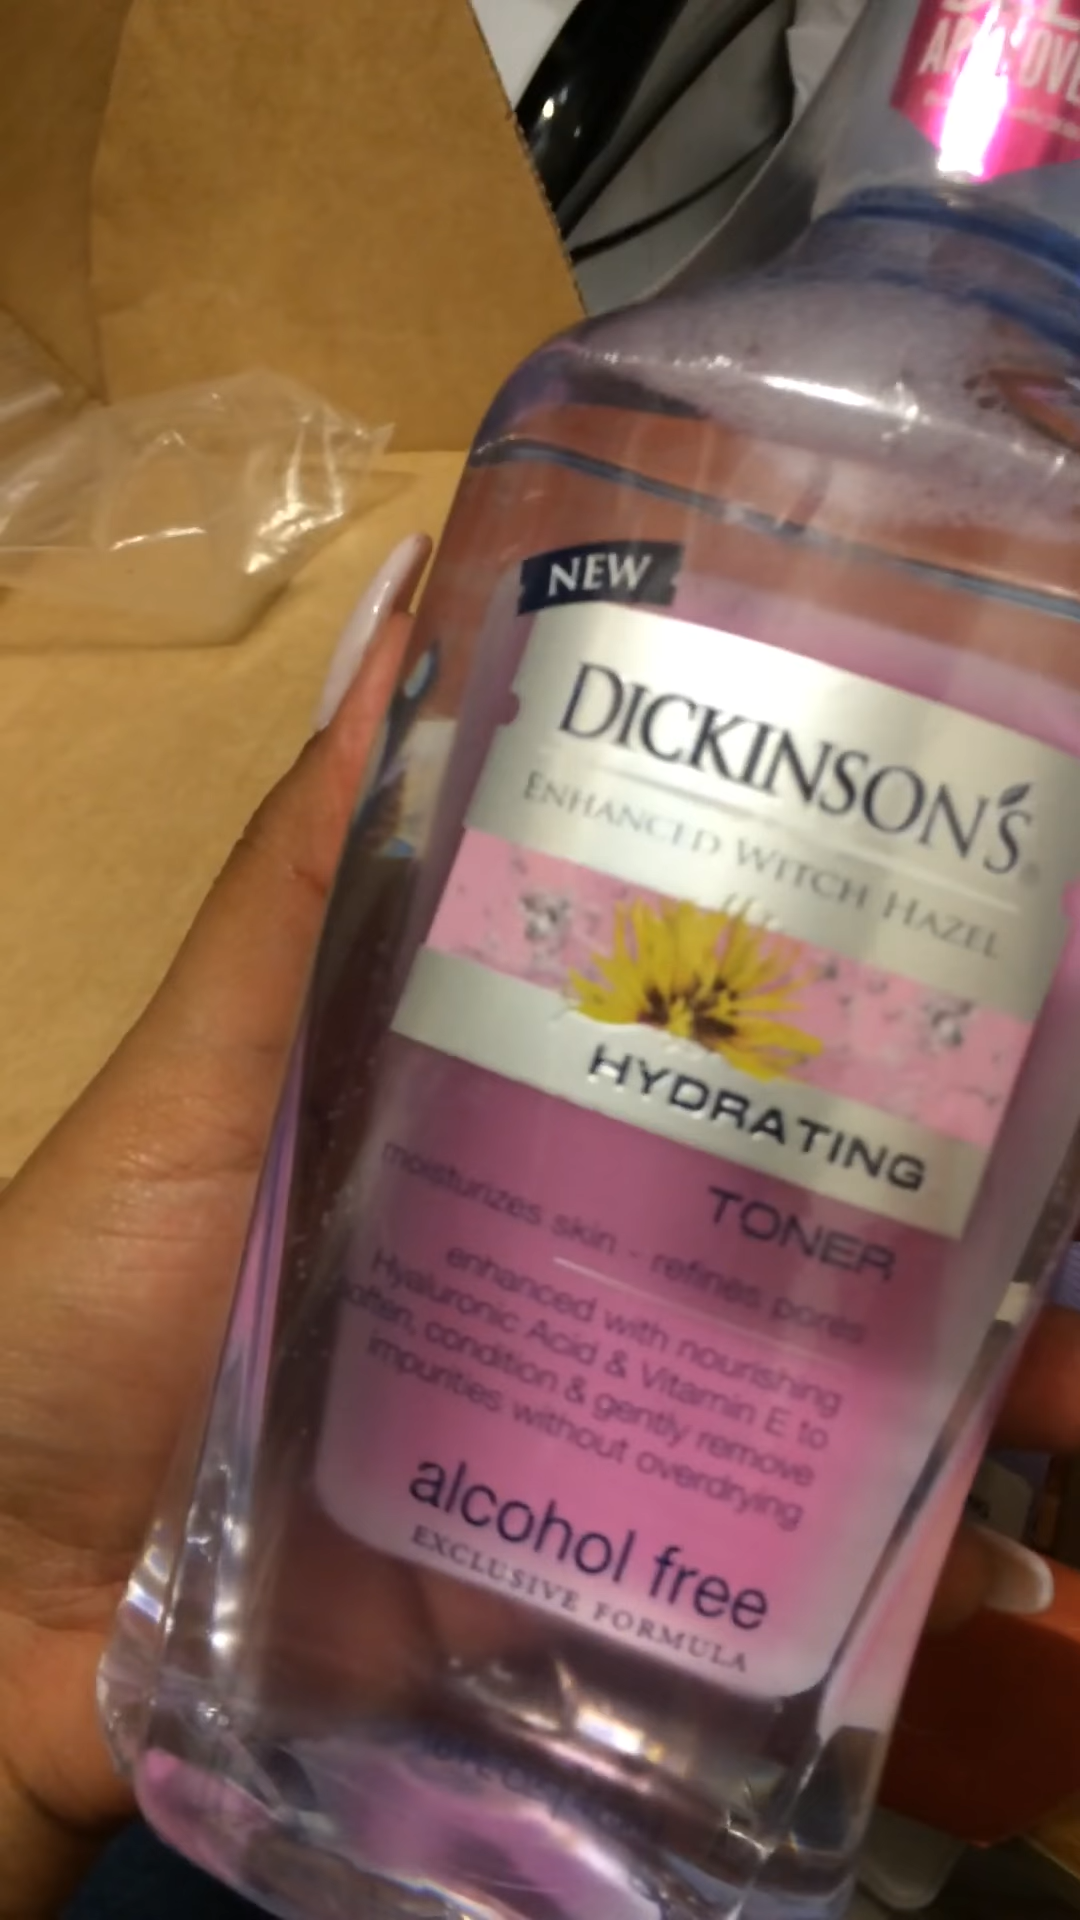 APPROVED
NEW
DICKINSON'S®
ENHANCED WITCH HAZEL
HYDRATING
TONER
moisturizes skin - refines pores
enhanced with nourishing
Hyaluronic Acid & Vitamin E to
soften, condition & gently remove
impurities without overdrying
alcohol free
EXCLUSIVE FORMULA